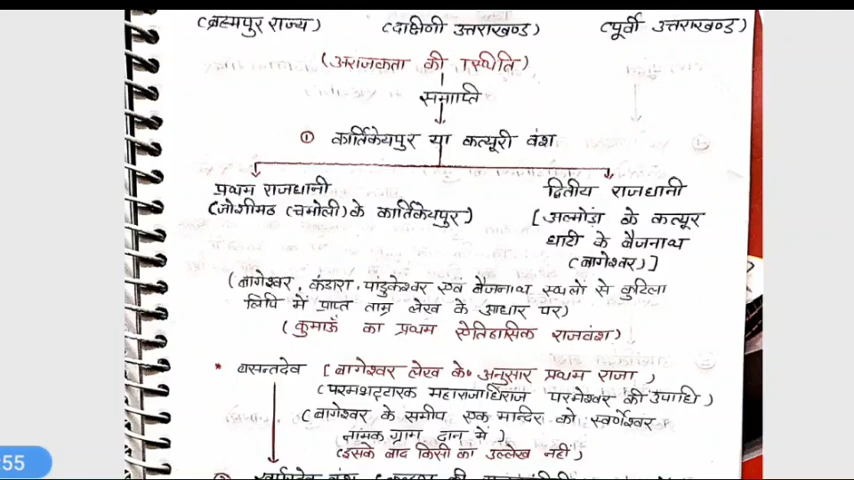 (ब्रह्मपुर राज्य) (दक्षिणी उत्तराखण्ड) (पूर्वी उत्तराखण्ड)
(अराजकता की स्थिति)
समाप्ति
① कार्तिकेयपुर या कत्यूरी वंश
प्रथम राजधानी
(जोशीमठ (चमोली) के कार्तिकेयपुर)
द्वितीय राजधानी
[अल्मोड़ा के कत्यूर
घाटी के बैजनाथ
(बागेश्वर)]
(बागेश्वर, कंडारा, पांडुकेश्वर एवं बैजनाथ स्थलों से कुटिला
लिपि में प्राप्त ताम्र लेख के आधार पर)
(कुमाऊँ का प्रथम ऐतिहासिक राजवंश)
* बसन्तदेव [बागेश्वर लेख के अनुसार प्रथम राजा)
(परमभट्टारक महाराजाधिराज परमेश्वर की उपाधि)
(बागेश्वर के समीप एक मन्दिर को स्वर्णेश्वर
नामक ग्राम दान में)
(इसके बाद किसी का उल्लेख नहीं)
:55